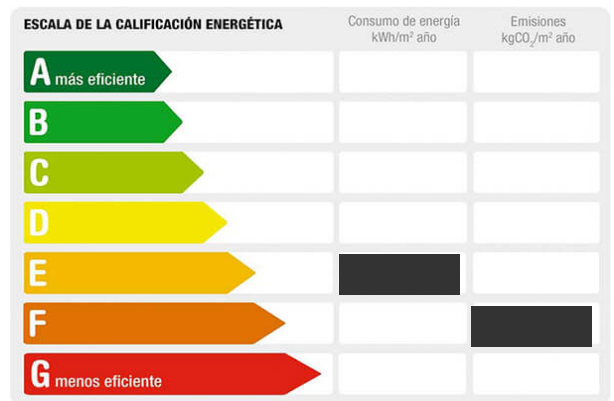 ESCALA DE LA CALIFICACIÓN ENERGÉTICA
Consumo de energía
kWh/m² año
Emisiones
kgCO₂/m² año
A más eficiente
B
C
D
E
F
G menos eficiente